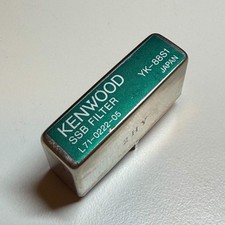 KENWOOD
SSB FILTER
L71-0222-05
YK-88S1
JAPAN